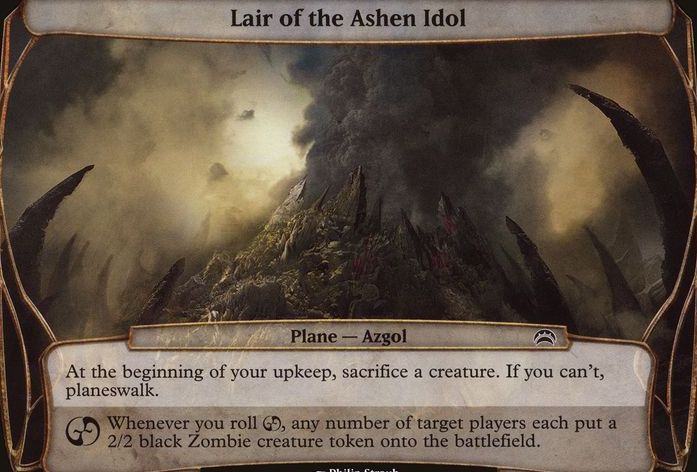 Lair of the Ashen Idol
Plane — Azgol
At the beginning of your upkeep, sacrifice a creature. If you can't,
planeswalk.
Whenever you roll , any number of target players each put a
2/2 black Zombie creature token onto the battlefield.
Philip Straub